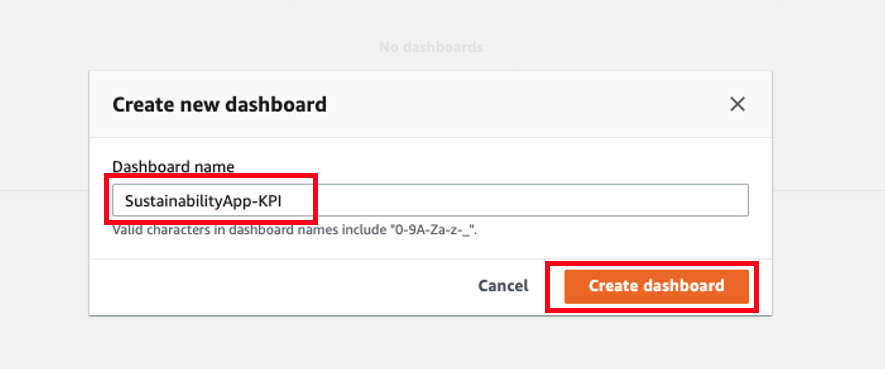 No dashboards
Create new dashboard
Dashboard name
SustainabilityApp-KPI
Valid characters in dashboard names include "0-9A-Za-z-_".
Cancel Create dashboard